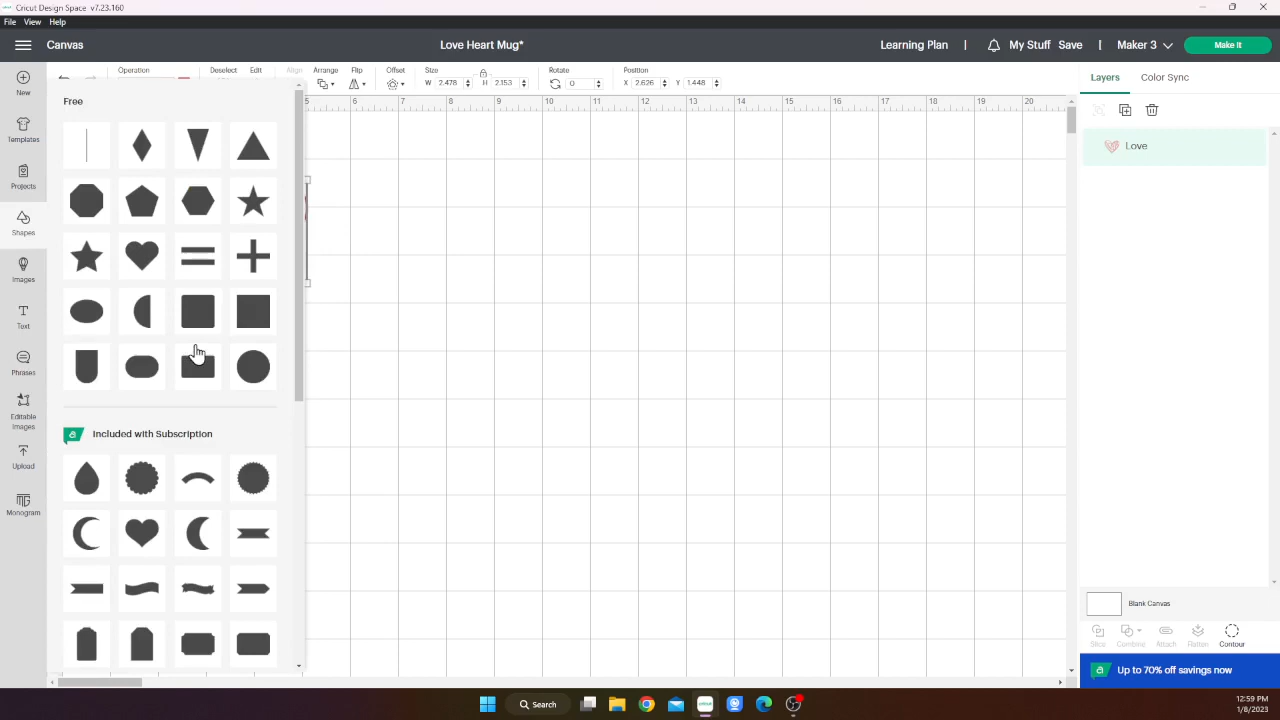 Cricut Design Space v7.23.160
File View Help
Canvas
Love Heart Mug*
Learning Plan | My Stuff Save | Maker 3 Make It
New
Templates
Projects
Shapes
Images
Text
Phrases
Editable
Images
Upload
Monogram
Operation Deselect Edit Align Arrange Flip Offset Size Rotate Position
W 2.478 H 2.153 0 X 2.626 Y 1.448
5 6 7 8 9 10 11 12 13 14 15 16 17 18 19 20
Free
Included with Subscription
Layers Color Sync
Love
Blank Canvas
Slice Combine Attach Flatten Contour
Up to 70% off savings now
Search
12:59 PM
1/8/2023